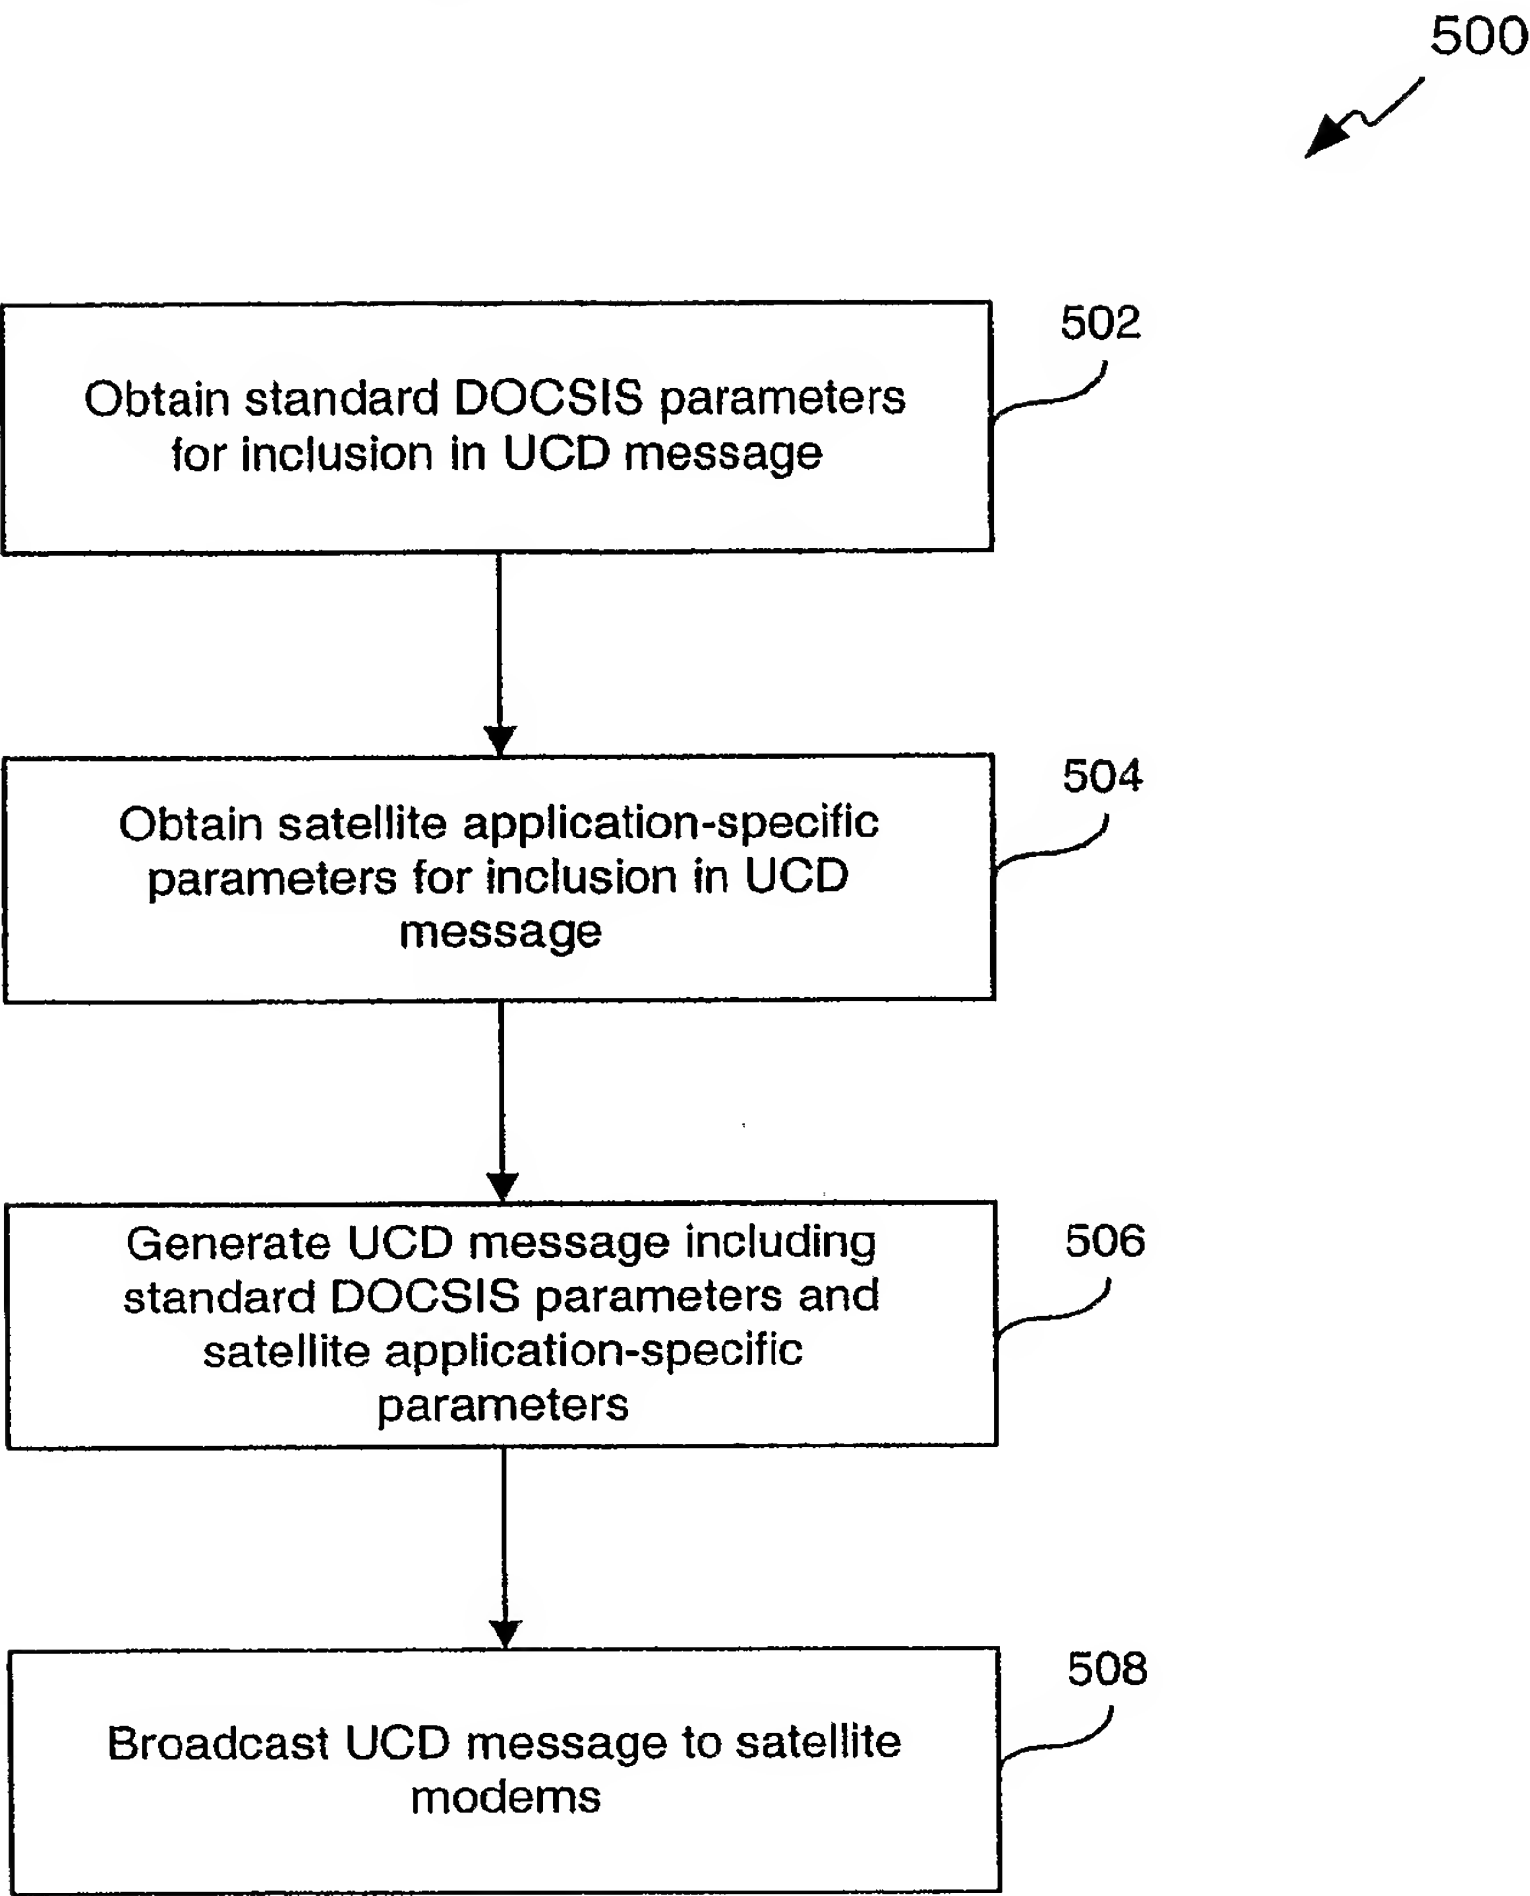 500
Obtain standard DOCSIS parameters
for inclusion in UCD message
502
Obtain satellite application-specific
parameters for inclusion in UCD
message
504
Generate UCD message including
standard DOCSIS parameters and
satellite application-specific
parameters
506
Broadcast UCD message to satellite
modems
508